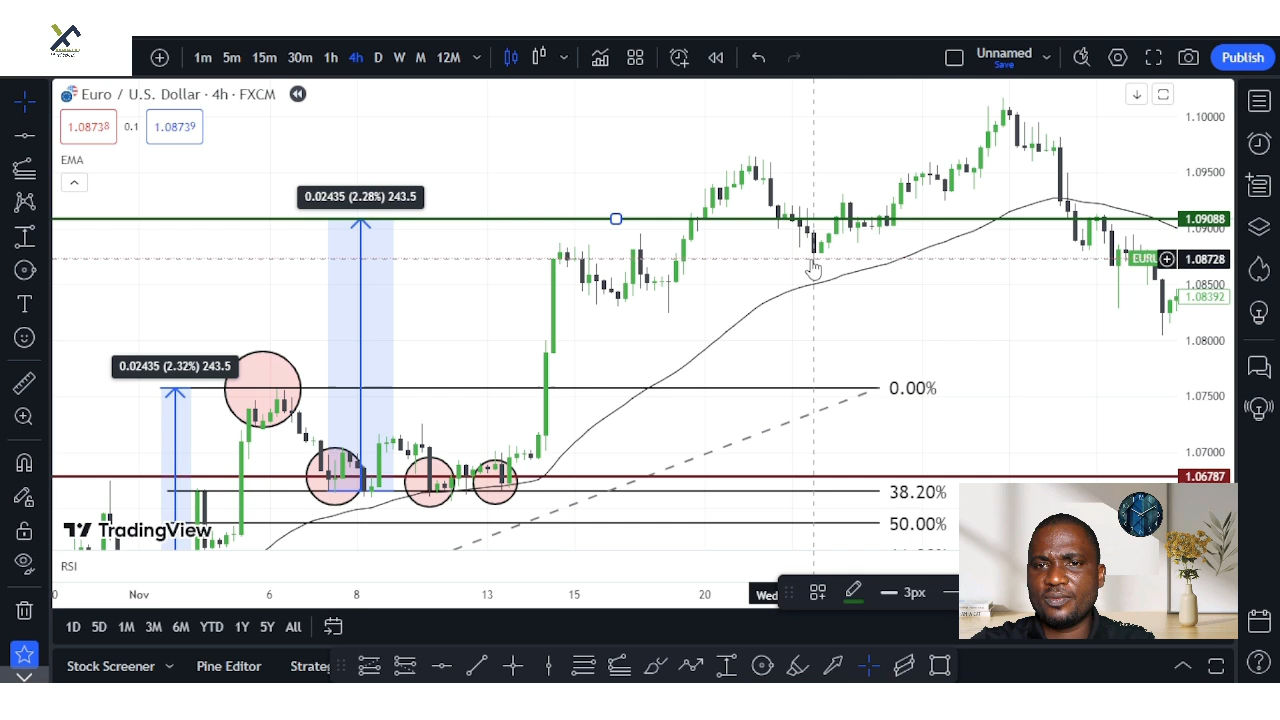 1m 5m 15m 30m 1h 4h D W M 12M
Unnamed
Save
Publish
Euro / U.S. Dollar · 4h · FXCM
1.08738 0.1 1.08739
EMA
1.10000
1.09500
0.02435 (2.28%) 243.5
1.09088
1.09000
EURU
1.08728
1.08500
1.08392
1.08000
0.02435 (2.32%) 243.5
0.00%
1.07500
1.07000
1.06787
38.20%
50.00%
TradingView
RSI
Nov 6 8 13 15 20 Wed
3px
1D 5D 1M 3M 6M YTD 1Y 5Y All
Stock Screener Pine Editor Strate